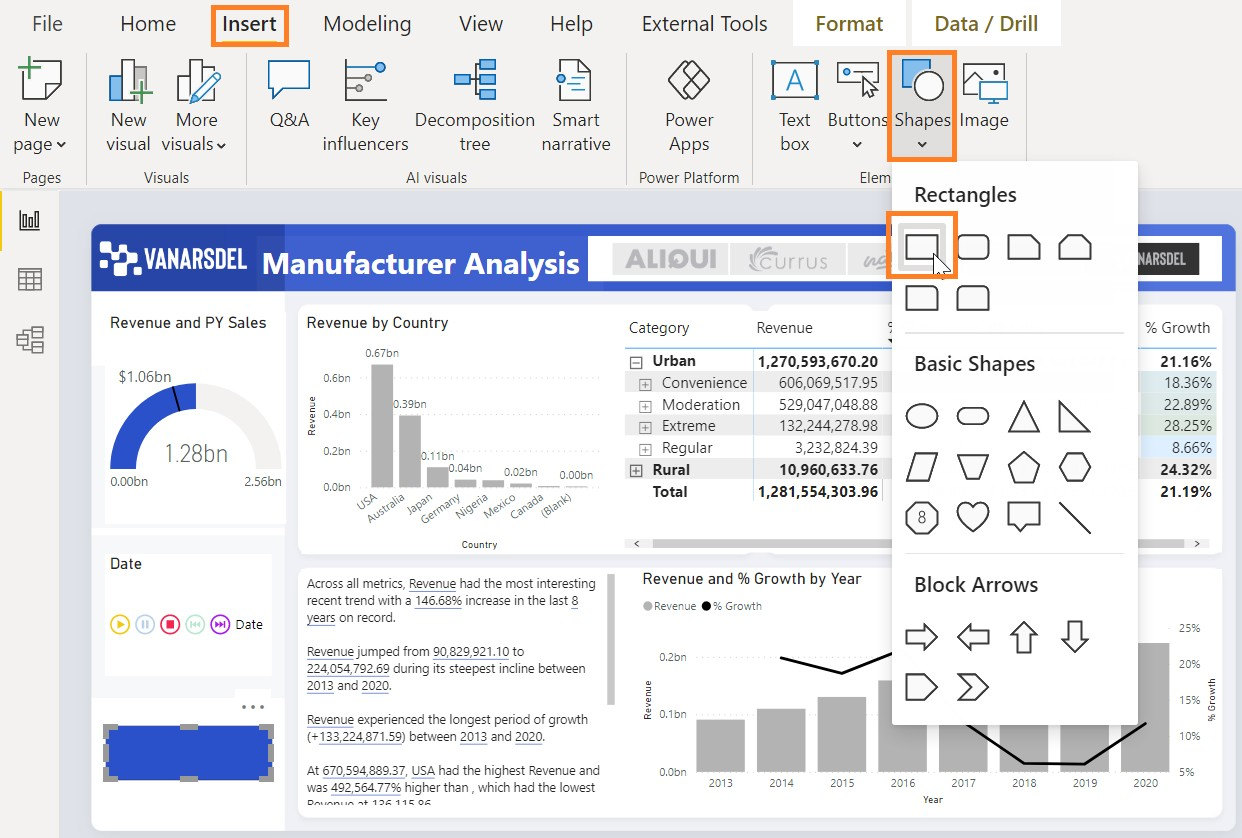 File Home Insert Modeling View Help External Tools Format Data / Drill
New page
New visual
More visuals
Q&A
Key influencers
Decomposition tree
Smart narrative
Power Apps
Text box
Buttons
Shapes
Image
Pages Visuals AI visuals Power Platform Elem
Rectangles
Basic Shapes
8
Block Arrows
VANARSDEL
Manufacturer Analysis
ALIQUI
Currus
NARSDEL
Revenue and PY Sales
$1.06bn
1.28bn
0.00bn 2.56bn
Revenue by Country
0.67bn
0.39bn
0.11bn
0.04bn
0.02bn
0.00bn
0.6bn
0.4bn
0.2bn
0.0bn
Revenue
USA
Australia
Japan
Germany
Nigeria
Mexico
Canada
(Blank)
Country
Category Revenue % Growth
Urban 1,270,593,670.20 21.16%
Convenience 606,069,517.95 18.36%
Moderation 529,047,048.88 22.89%
Extreme 132,244,278.98 28.25%
Regular 3,232,824.39 8.66%
Rural 10,960,633.76 24.32%
Total 1,281,554,303.96 21.19%
Date
Date
Across all metrics, Revenue had the most interesting
recent trend with a 146.68% increase in the last 8
years on record.
Revenue jumped from 90,829,921.10 to
224,054,792.69 during its steepest incline between
2013 and 2020.
Revenue experienced the longest period of growth
(+133,224,871.59) between 2013 and 2020.
At 670,594,889.37, USA had the highest Revenue and
was 492,564.77% higher than , which had the lowest
Revenue at 136,115.86.
Revenue and % Growth by Year
Revenue % Growth
0.2bn
0.1bn
0.0bn
Revenue
25%
20%
15%
10%
5%
% Growth
2013 2014 2015 2016 2017 2018 2019 2020
Year